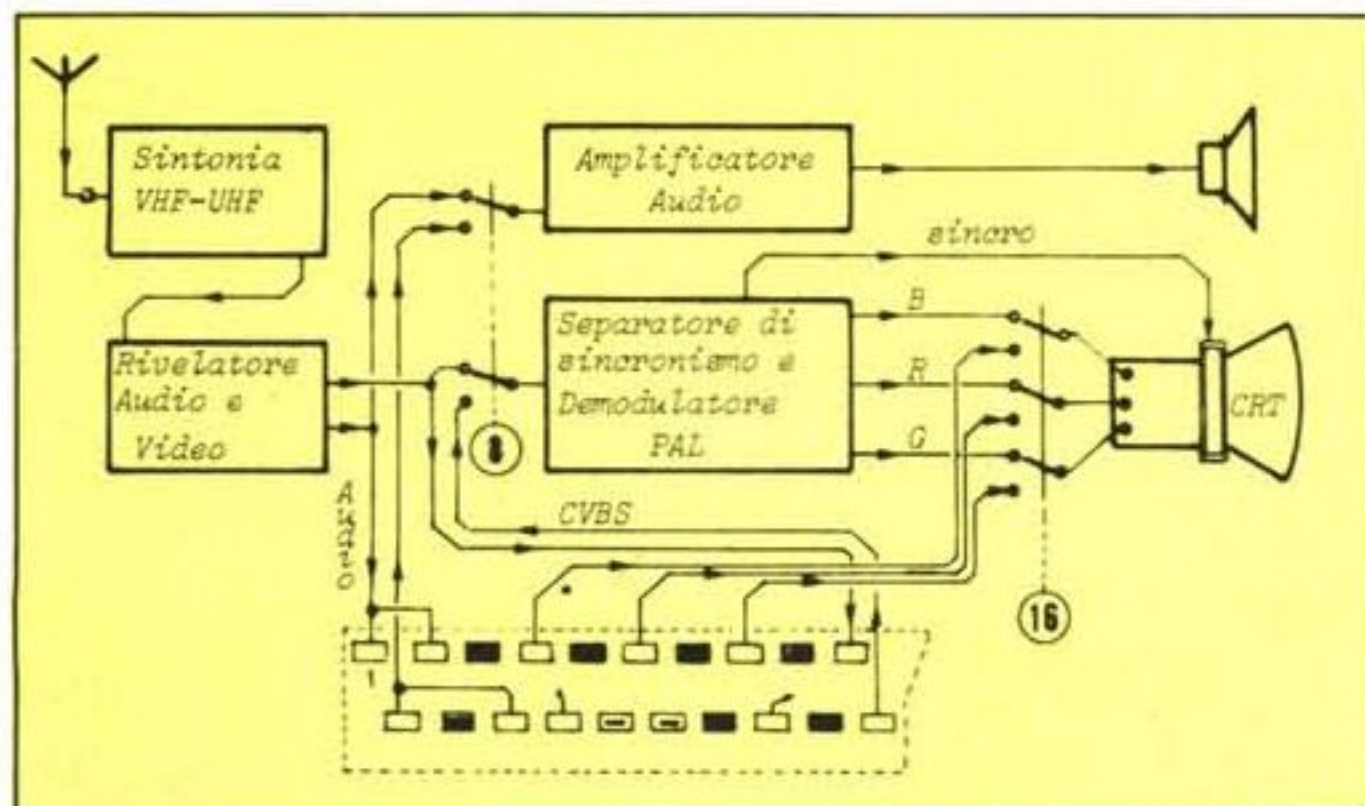 Sintonia
VHF-UHF
Amplificatore
Audio
sincro
Rivelatore
Audio e
Video
Separatore di
sincronismo e
Demodulatore
PAL
B
R
G
CRT
8
Audio
CVBS
16
1